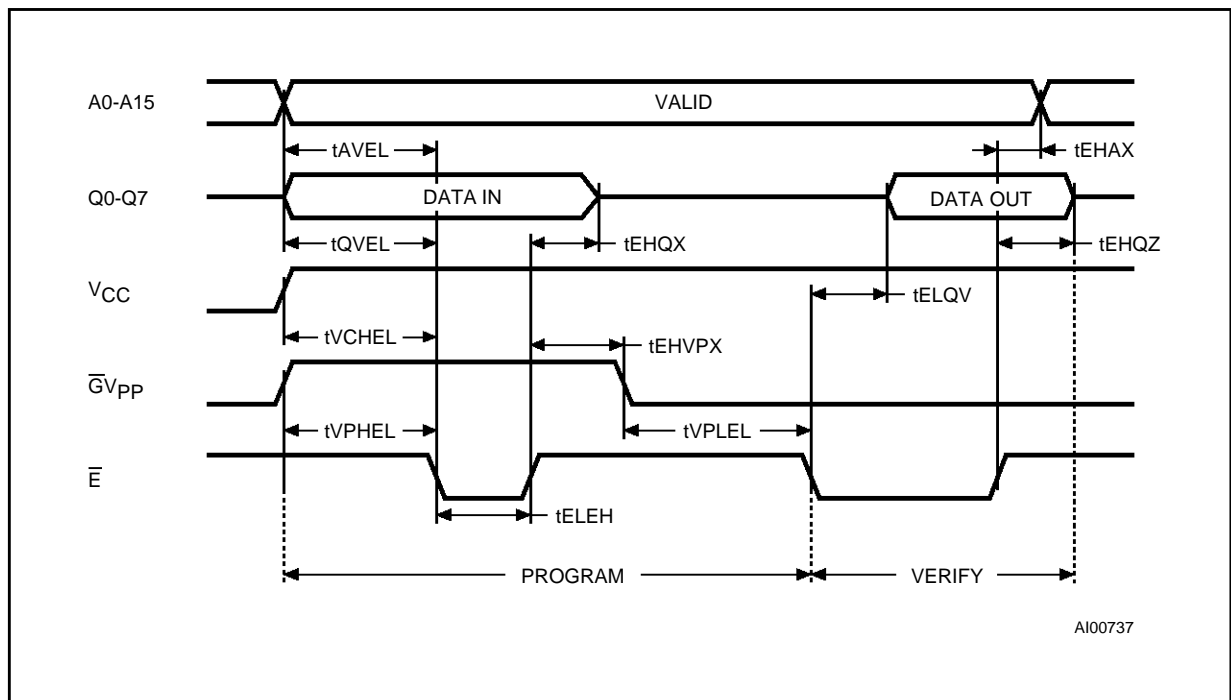 A0-A15
VALID
tAVEL
tEHAX
Q0-Q7
DATA IN
DATA OUT
tQVEL
tEHQX
tEHQZ
VCC
tELQV
tVCHEL
tEHVPX
G̅VPP
tVPHEL
tVPLEL
E̅
tELEH
PROGRAM
VERIFY
AI00737